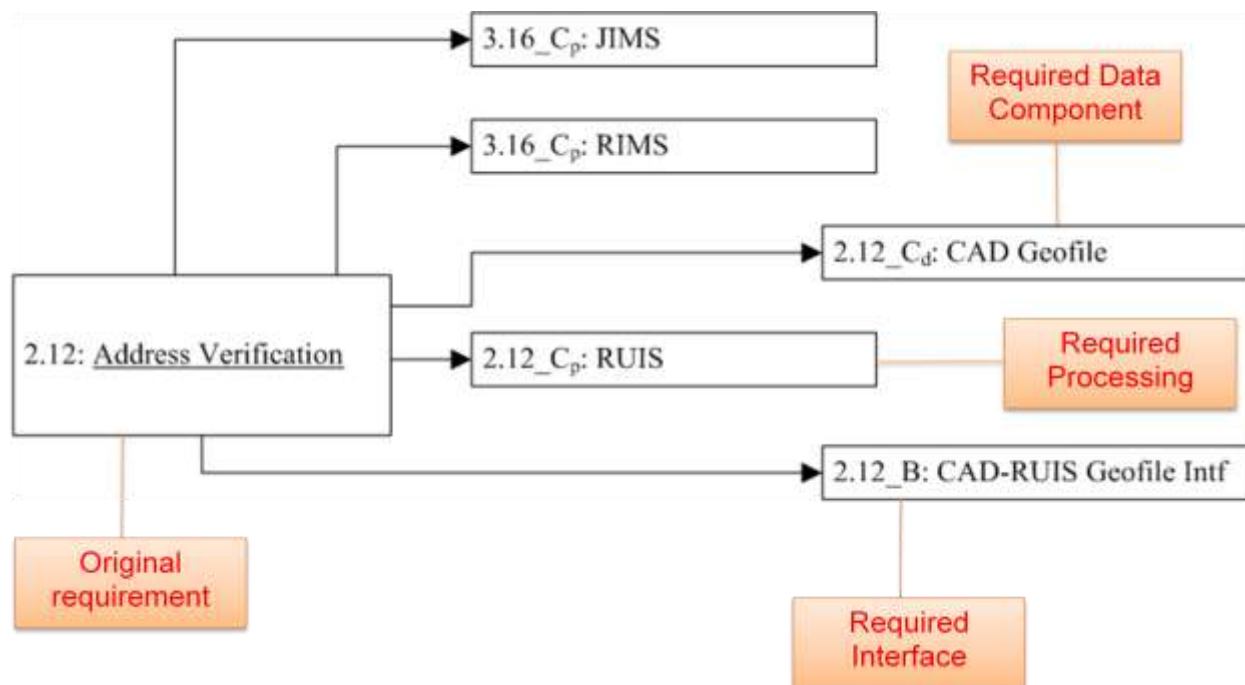 3.16_Cp: JIMS
Required Data
Component
3.16_Cp: RIMS
2.12_Cd: CAD Geofile
2.12: Address Verification
2.12_Cp: RUIS
Required
Processing
2.12_B: CAD-RUIS Geofile Intf
Original
requirement
Required
Interface